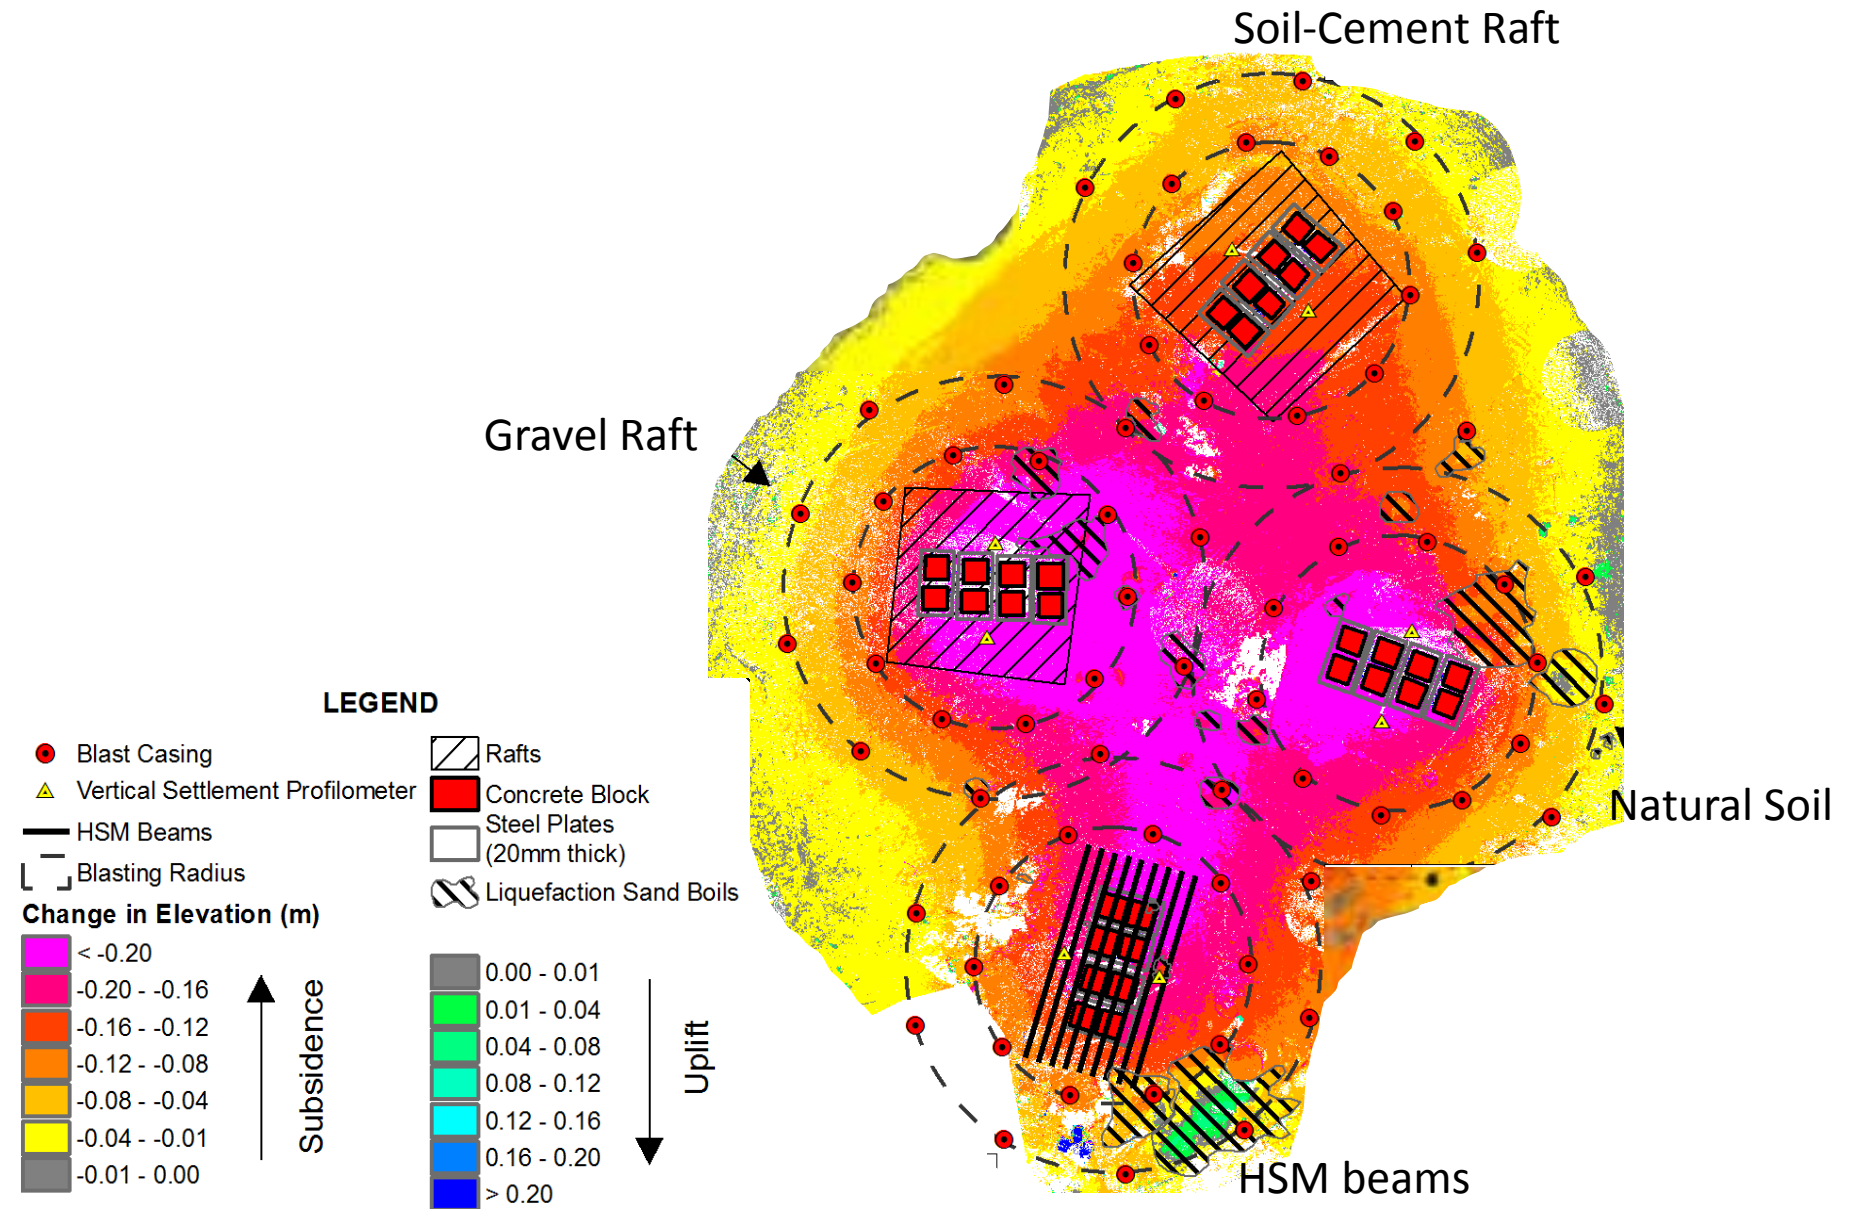 Soil-Cement Raft
Gravel Raft
Natural Soil
HSM beams
LEGEND
Blast Casing
Vertical Settlement Profilometer
HSM Beams
Blasting Radius
Rafts
Concrete Block
Steel Plates
(20mm thick)
Liquefaction Sand Boils
Change in Elevation (m)
< -0.20
-0.20 - -0.16
-0.16 - -0.12
-0.12 - -0.08
-0.08 - -0.04
-0.04 - -0.01
-0.01 - 0.00
Subsidence
0.00 - 0.01
0.01 - 0.04
0.04 - 0.08
0.08 - 0.12
0.12 - 0.16
0.16 - 0.20
> 0.20
Uplift